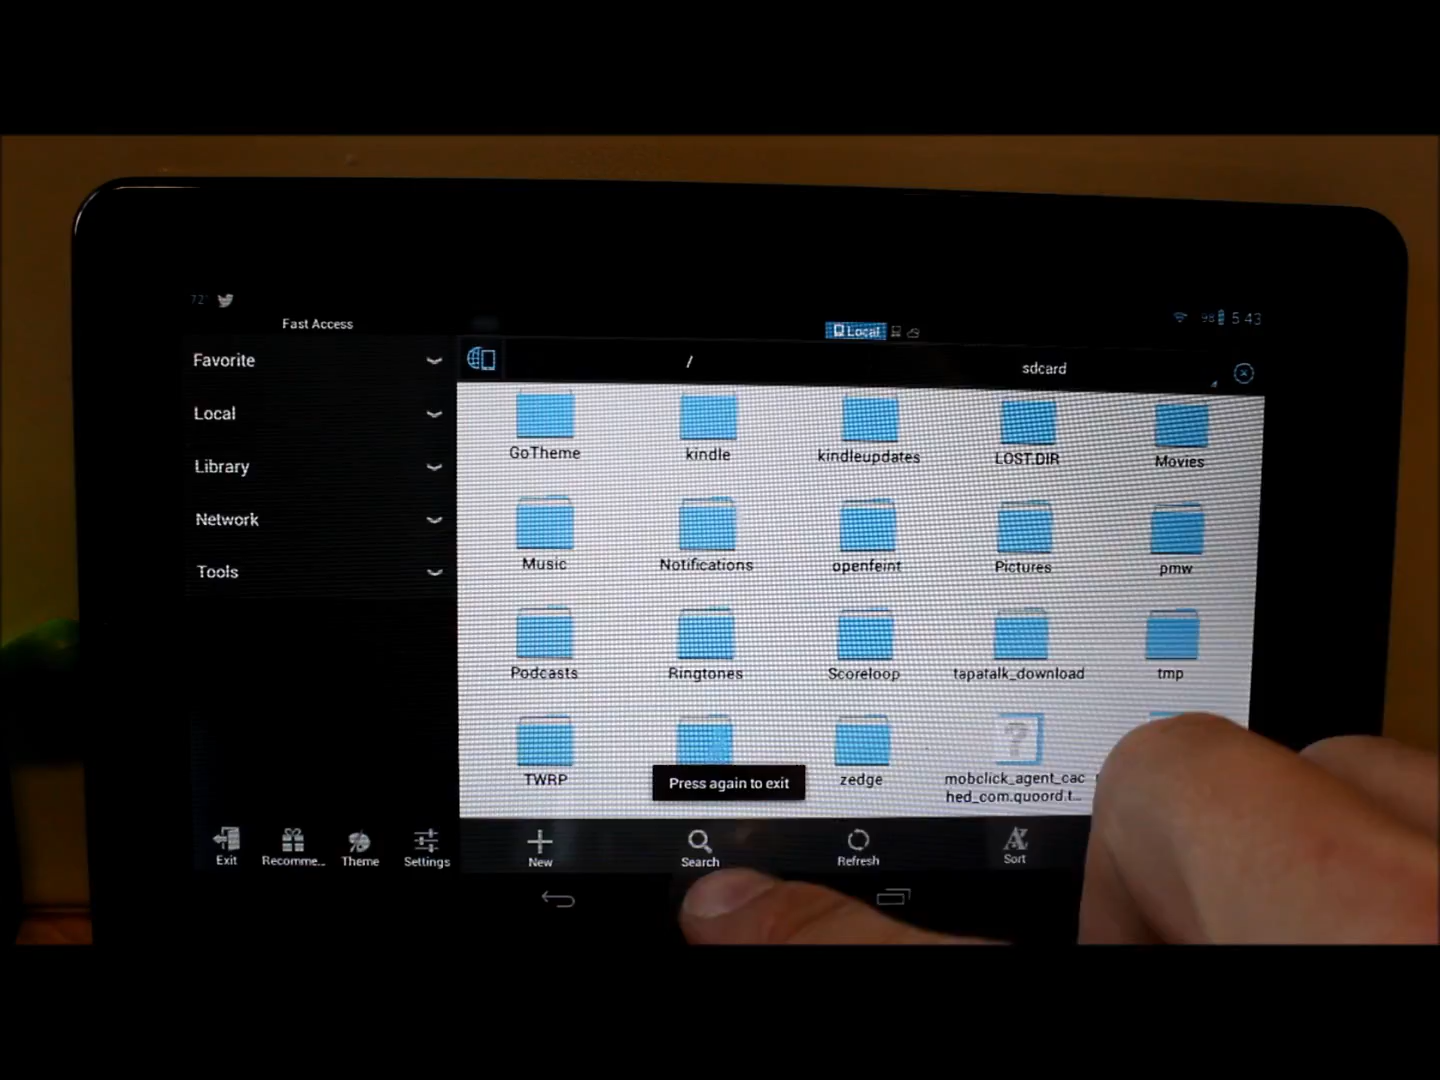 72°
98 5:43
Fast Access
Local
Favorite
/ sdcard
Local
Library
Network
Tools
GoTheme kindle kindleupdates LOST.DIR Movies
Music Notifications openfeint Pictures pmw
Podcasts Ringtones Scoreloop tapatalk_download tmp
TWRP zedge mobclick_agent_cac
hed_com.quoord.t...
Press again to exit
Exit Recomme... Theme Settings New Search Refresh Sort